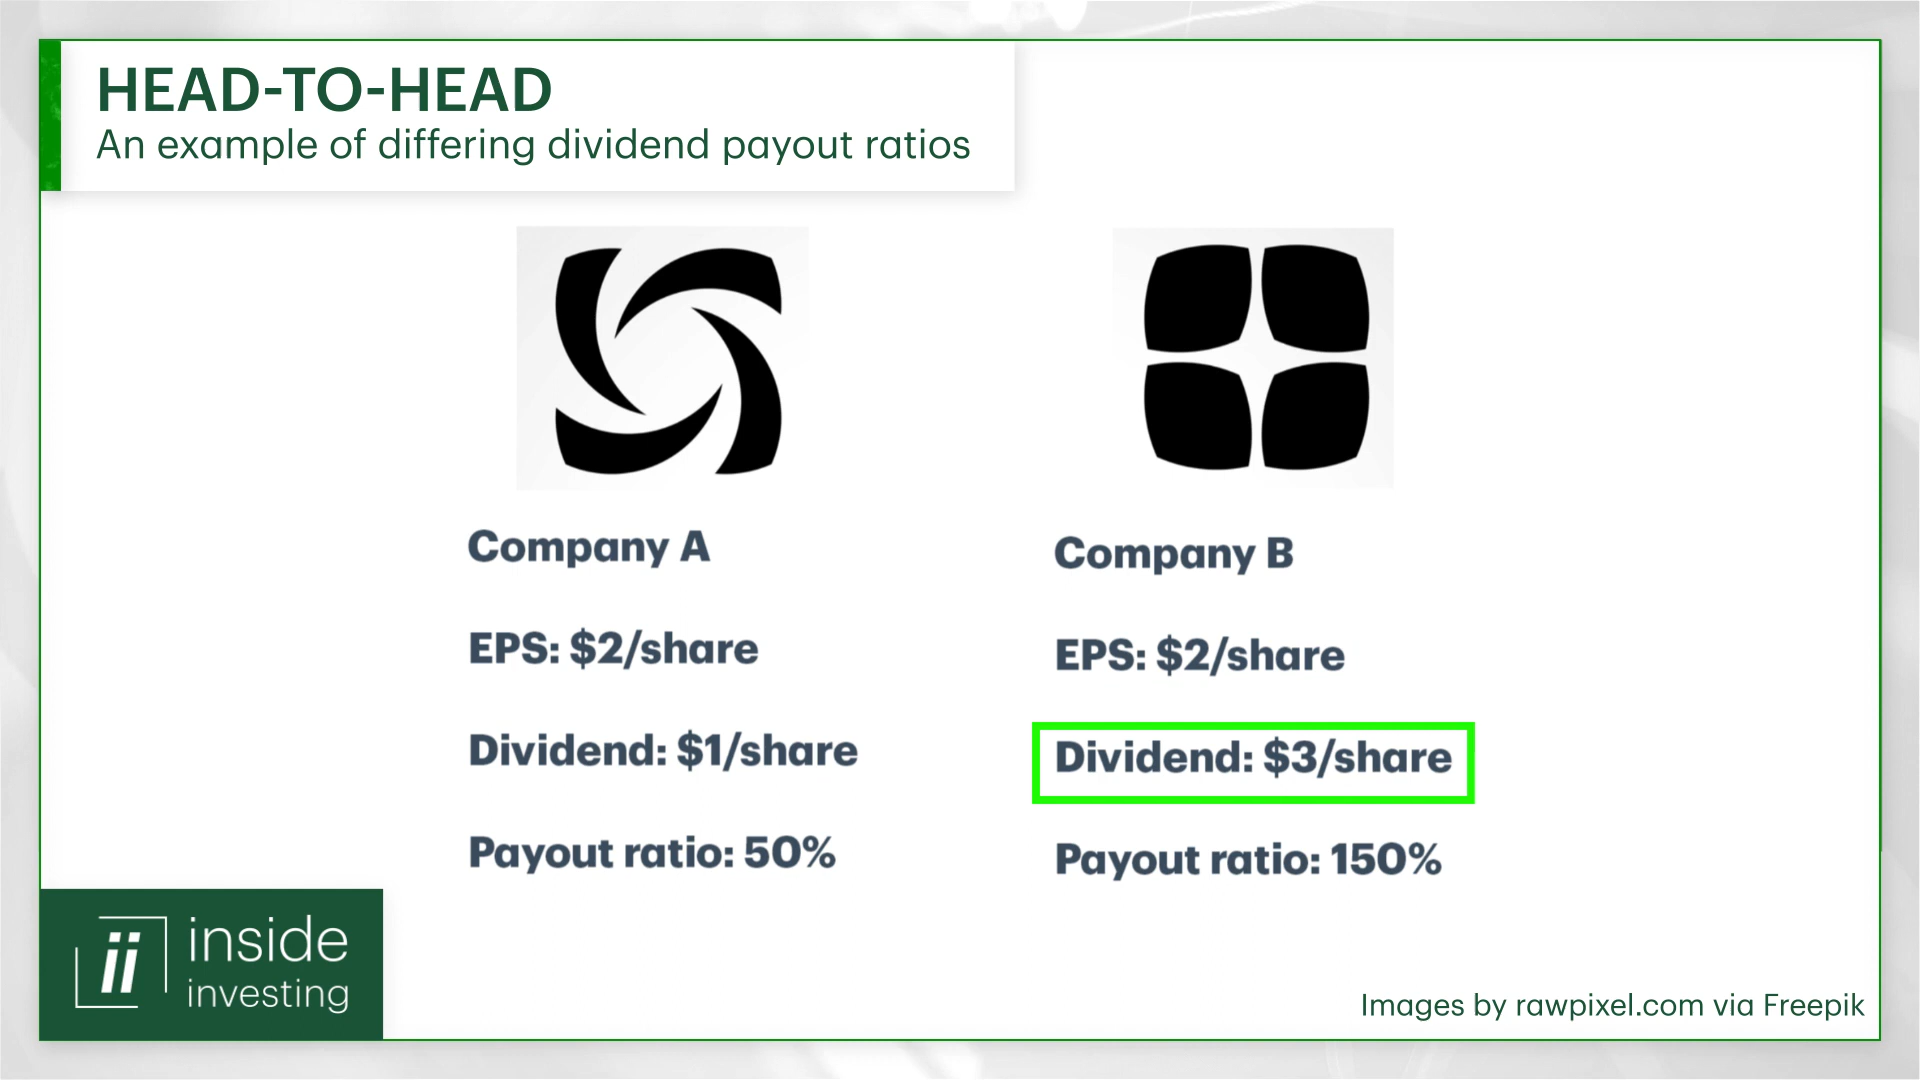 HEAD-TO-HEAD
An example of differing dividend payout ratios
Company A
EPS: $2/share
Dividend: $1/share
Payout ratio: 50%
Company B
EPS: $2/share
Dividend: $3/share
Payout ratio: 150%
ii
inside
investing
Images by rawpixel.com via Freepik